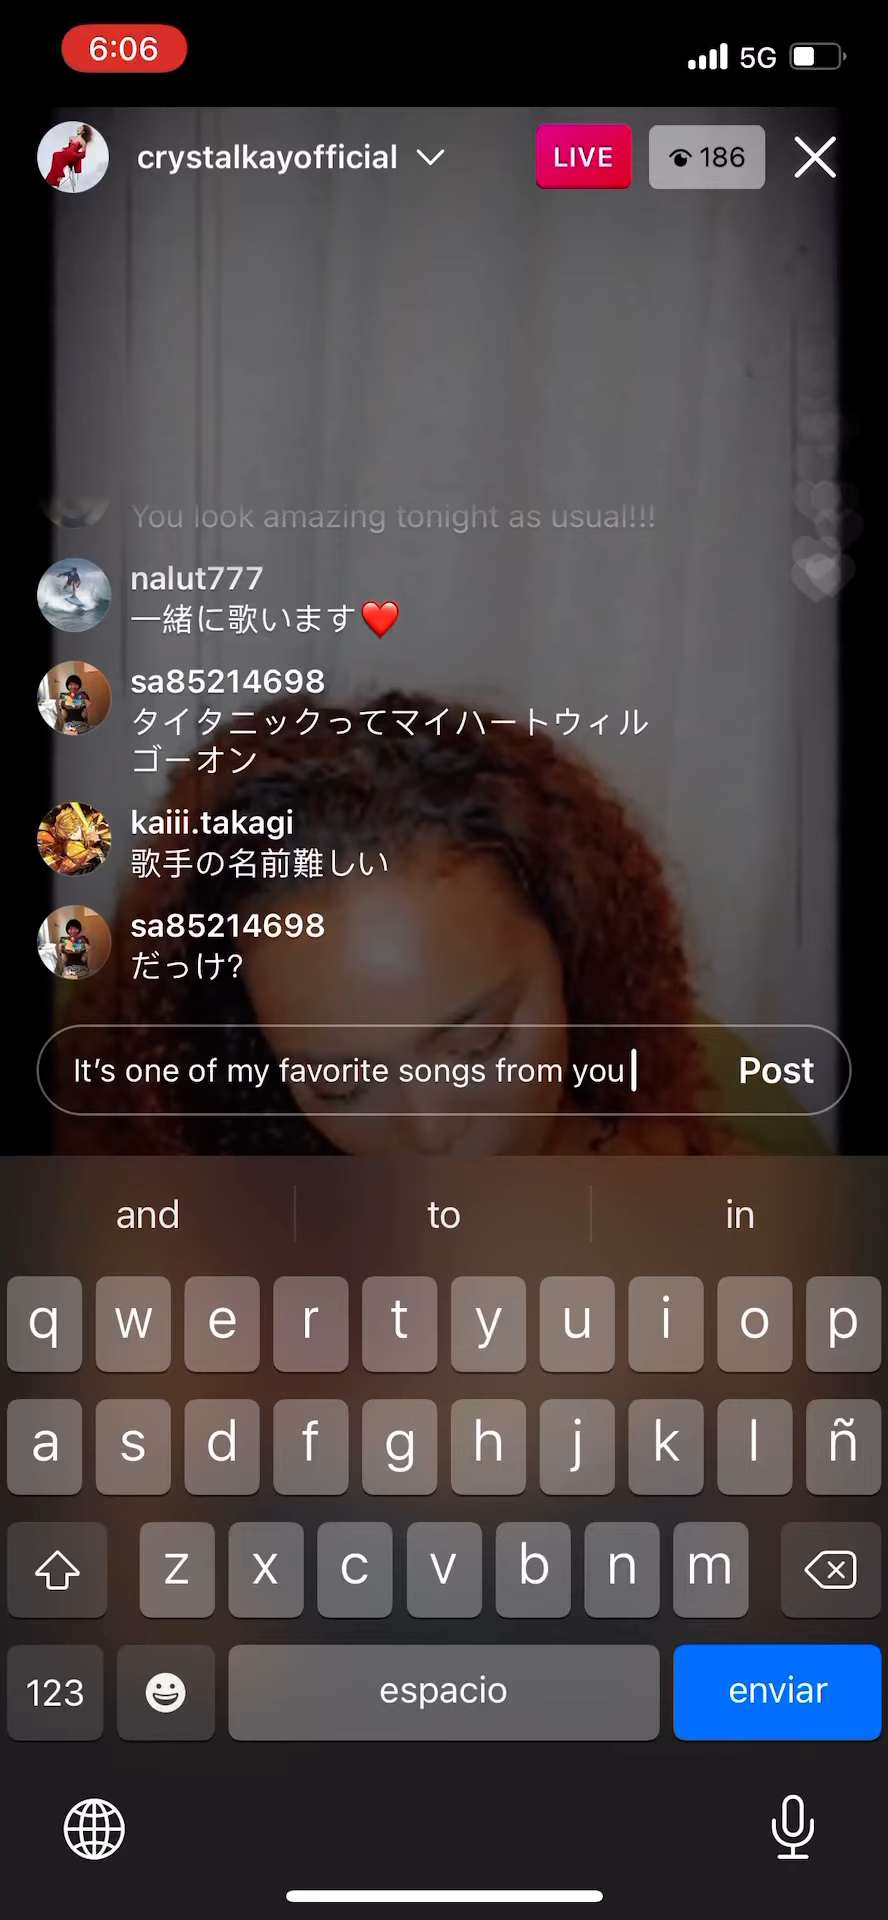 6:06
5G
crystalkayofficial
LIVE
186
You look amazing tonight as usual!!!
nalut777
一緒に歌います❤️
sa85214698
タイタニックってマイハートウィル
ゴーオン
kaiii.takagi
歌手の名前難しい
sa85214698
だっけ?
It’s one of my favorite songs from you
Post
and to in
q w e r t y u i o p
a s d f g h j k l ñ
z x c v b n m
123 espacio enviar